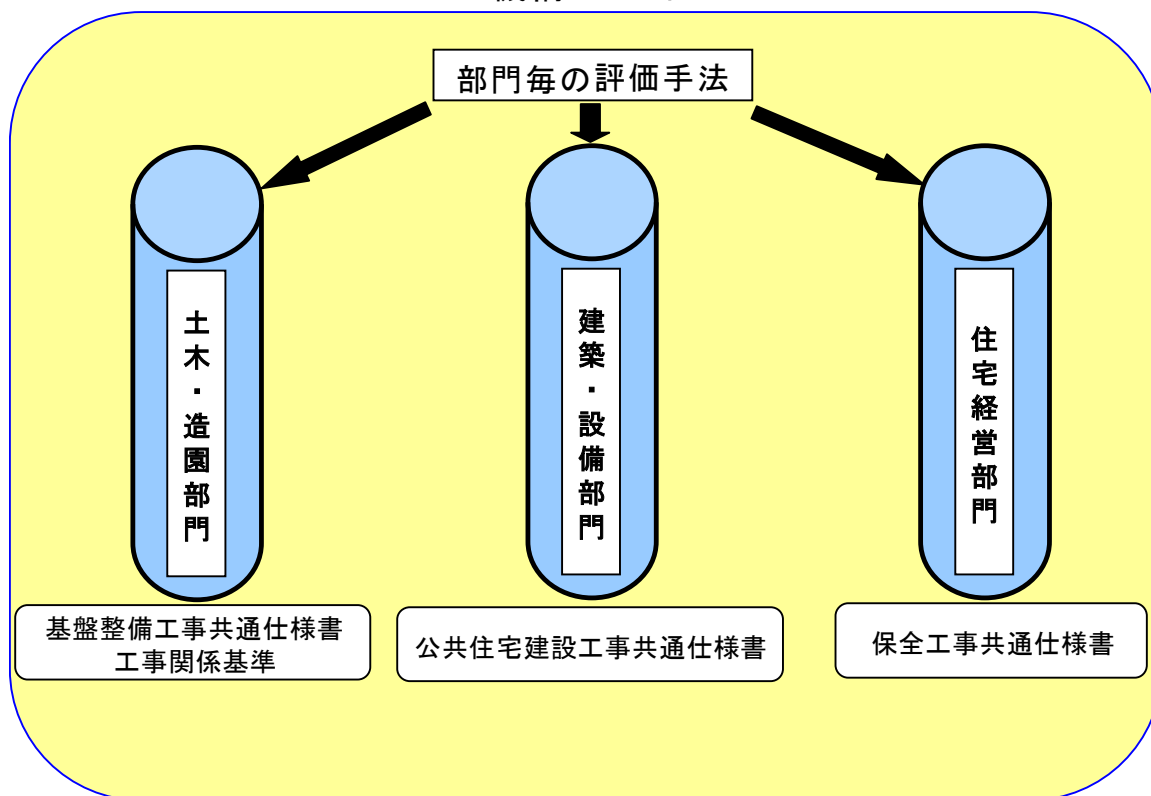 部門毎の評価手法
土木・造園部門
建築・設備部門
住宅経営部門
基盤整備工事共通仕様書
工事関係基準
公共住宅建設工事共通仕様書
保全工事共通仕様書